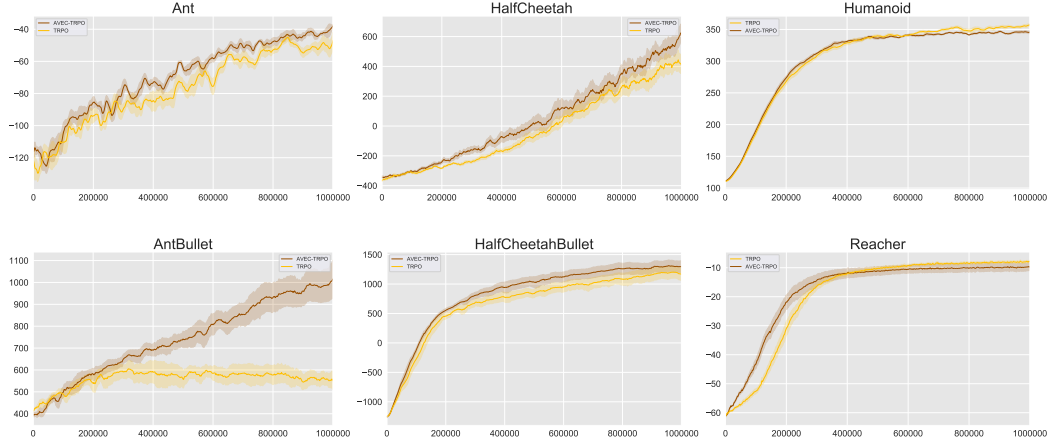 Ant
AVEC-TRPO
TRPO
−40
−60
−80
−100
−120
0 200000 400000 600000 800000 1000000
HalfCheetah
AVEC-TRPO
TRPO
600
400
200
0
−200
−400
0 200000 400000 600000 800000 1000000
Humanoid
TRPO
AVEC-TRPO
350
300
250
200
150
100
0 200000 400000 600000 800000 1000000
AntBullet
AVEC-TRPO
TRPO
1100
1000
900
800
700
600
500
400
0 200000 400000 600000 800000 1000000
HalfCheetahBullet
AVEC-TRPO
TRPO
1500
1000
500
0
−500
−1000
0 200000 400000 600000 800000 1000000
Reacher
TRPO
AVEC-TRPO
−10
−20
−30
−40
−50
−60
0 200000 400000 600000 800000 1000000